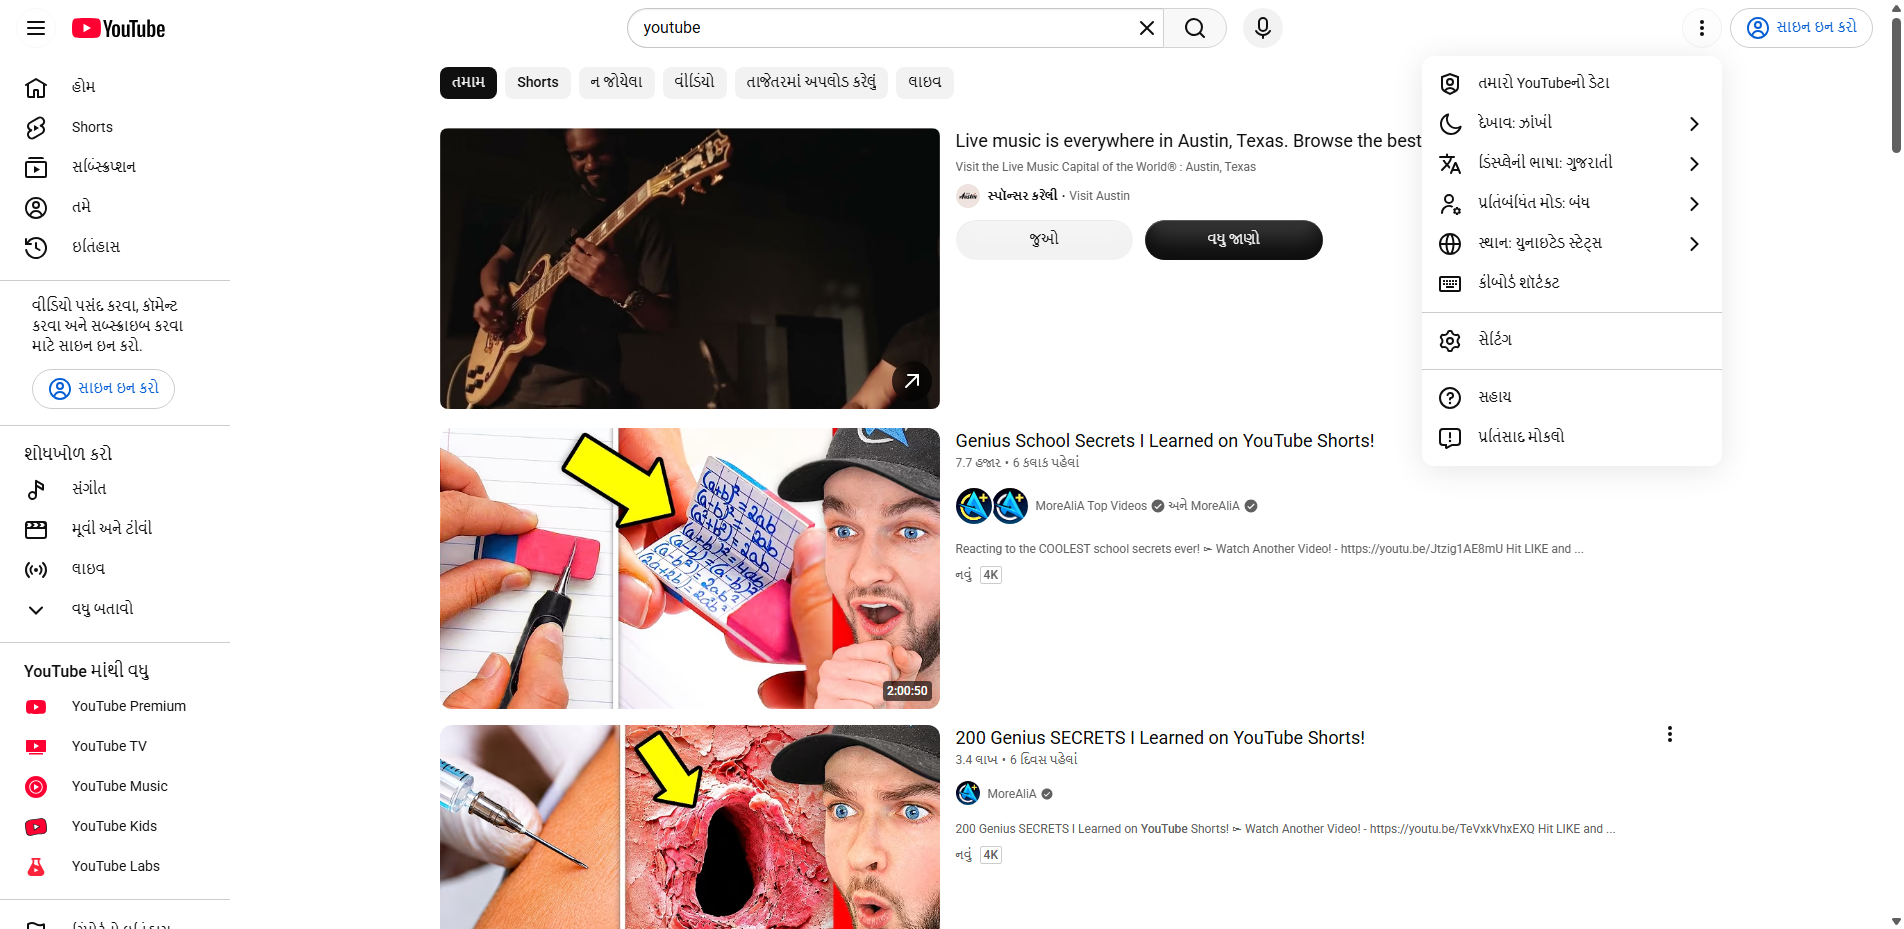 YouTube
youtube
સાઇન ઇન કરો
હોમ
Shorts
સબ્સ્ક્રિપ્શન
તમે
ઇતિહાસ
વીડિયો પસંદ કરવા, કૉમેન્ટ
કરવા અને સબ્સ્ક્રાઇબ કરવા
માટે સાઇન ઇન કરો.
સાઇન ઇન કરો
શોધખોળ કરો
સંગીત
મૂવી અને ટીવી
લાઇવ
વધુ બતાવો
YouTube માંથી વધુ
YouTube Premium
YouTube TV
YouTube Music
YouTube Kids
YouTube Labs
તમામ
Shorts
ન જોયેલા
વીડિયો
તાજેતરમાં અપલોડ કરેલું
લાઇવ
Live music is everywhere in Austin, Texas. Browse the best
Visit the Live Music Capital of the World® : Austin, Texas
સ્પૉન્સર કરેલી · Visit Austin
જુઓ
વધુ જાણો
2:00:50
Genius School Secrets I Learned on YouTube Shorts!
7.7 હજાર • 6 કલાક પહેલાં
MoreAliA Top Videos અને MoreAliA
Reacting to the COOLEST school secrets ever! ➛ Watch Another Video! - https://youtu.be/Jtzig1AE8mU Hit LIKE and ...
નવું 4K
200 Genius SECRETS I Learned on YouTube Shorts!
3.4 લાખ • 6 દિવસ પહેલાં
MoreAliA
200 Genius SECRETS I Learned on YouTube Shorts! ➛ Watch Another Video! - https://youtu.be/TeVxkVhxEXQ Hit LIKE and ...
નવું 4K
તમારો YouTubeનો ડેટા
દેખાવ: ઝાંખી
ડિસ્પ્લેની ભાષા: ગુજરાતી
પ્રતિબંધિત મોડ: બંધ
સ્થાન: યુનાઇટેડ સ્ટેટ્સ
કીબોર્ડ શૉર્ટકટ
સેટિંગ
સહાય
પ્રતિસાદ મોકલો